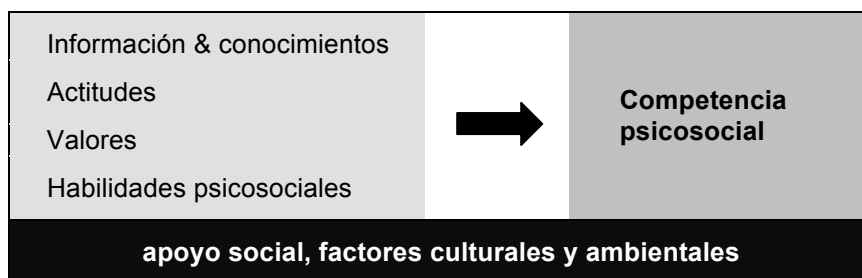 Información & conocimientos
Actitudes
Valores
Habilidades psicosociales
Competencia
psicosocial
apoyo social, factores culturales y ambientales